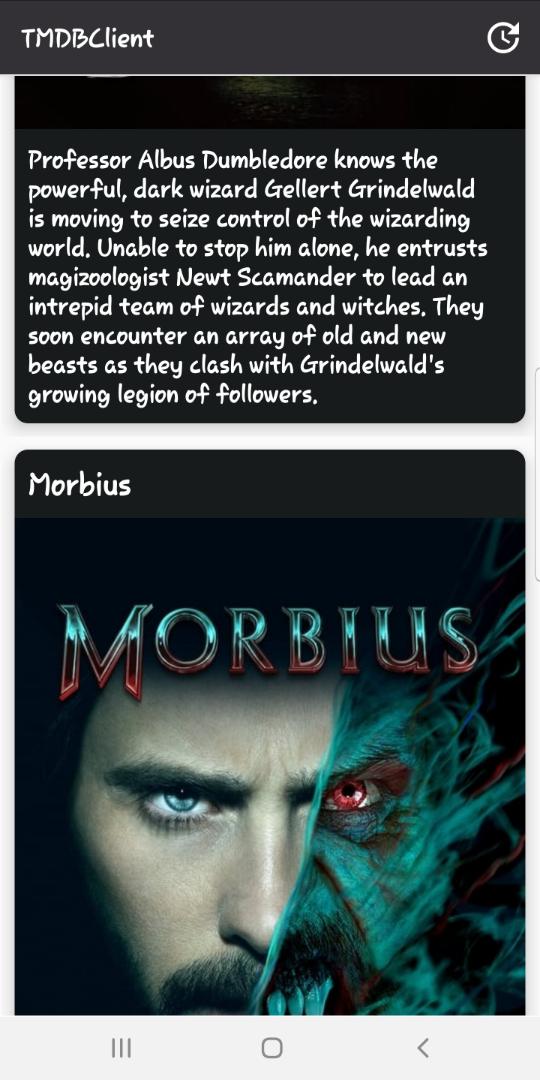 TMDBClient
Professor Albus Dumbledore knows the
powerful, dark wizard Gellert Grindelwald
is moving to seize control of the wizarding
world. Unable to stop him alone, he entrusts
magizoologist Newt Scamander to lead an
intrepid team of wizards and witches. They
soon encounter an array of old and new
beasts as they clash with Grindelwald's
growing legion of followers.
Morbius
MORBIUS